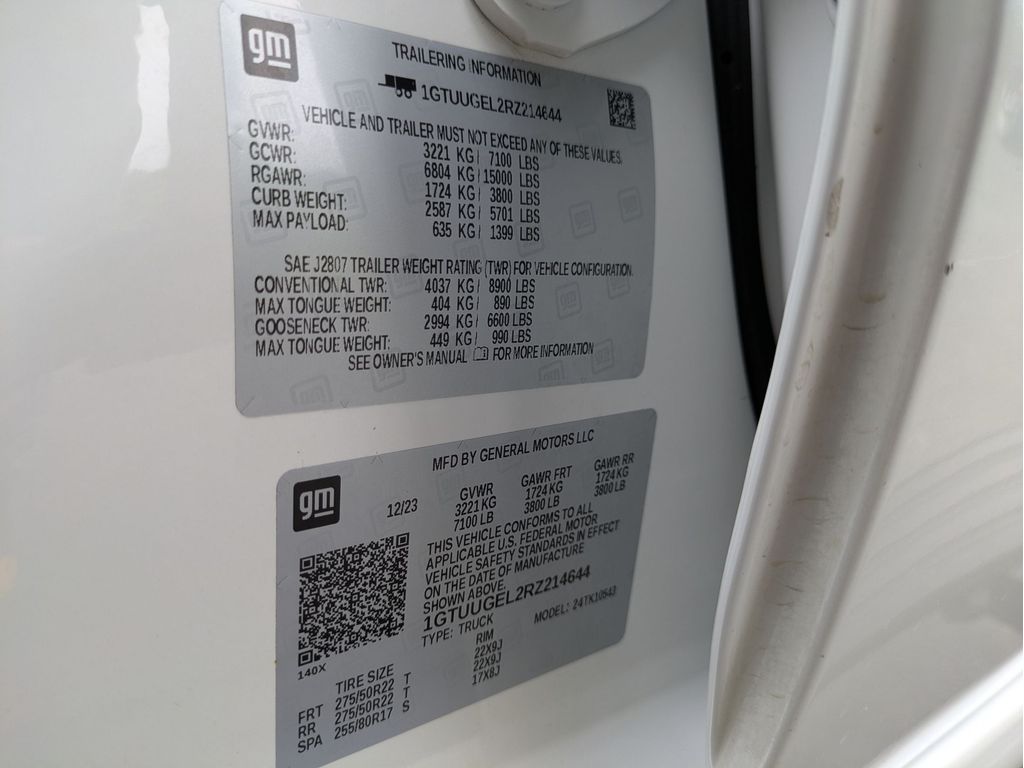 gm
TRAILERING INFORMATION
1GTUUGEL2RZ214644
VEHICLE AND TRAILER MUST NOT EXCEED ANY OF THESE VALUES.
GVWR: 3221 KG / 7100 LBS
GCWR: 6804 KG / 15000 LBS
RGAWR: 1724 KG / 3800 LBS
CURB WEIGHT: 2587 KG / 5701 LBS
MAX PAYLOAD: 635 KG / 1399 LBS
SAE J2807 TRAILER WEIGHT RATING (TWR) FOR VEHICLE CONFIGURATION.
CONVENTIONAL TWR: 4037 KG / 8900 LBS
MAX TONGUE WEIGHT: 404 KG / 890 LBS
GOOSENECK TWR: 2994 KG / 6600 LBS
MAX TONGUE WEIGHT: 449 KG / 990 LBS
SEE OWNER'S MANUAL FOR MORE INFORMATION
MFD BY GENERAL MOTORS LLC
gm
12/23
GVWR GAWR FRT GAWR RR
3221 KG 1724 KG 1724 KG
7100 LB 3800 LB 3800 LB
THIS VEHICLE CONFORMS TO ALL
APPLICABLE U.S. FEDERAL MOTOR
VEHICLE SAFETY STANDARDS IN EFFECT
ON THE DATE OF MANUFACTURE
SHOWN ABOVE.
1GTUUGEL2RZ214644
TYPE: TRUCK MODEL: 24TK10543
140X
TIRE SIZE RIM
FRT 275/50R22 T 22X9J
RR 275/50R22 T 22X9J
SPA 255/80R17 S 17X8J